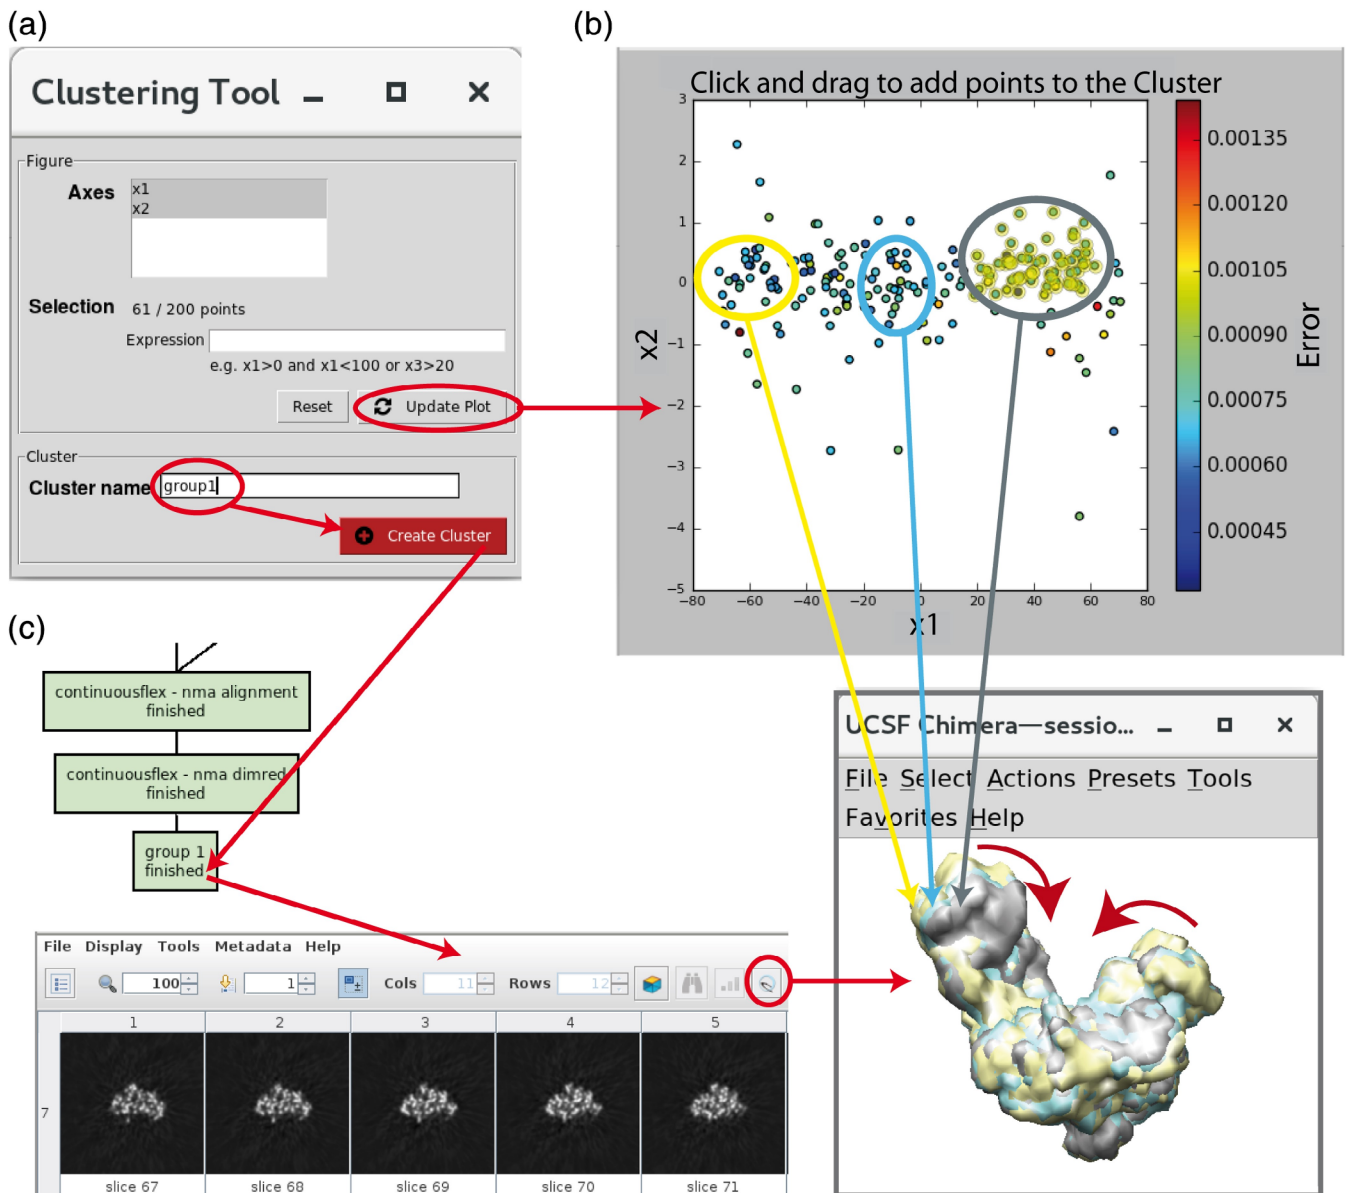 (a)
Clustering Tool
Figure
Axes
x1
x2
Selection
61 / 200 points
Expression
e.g. x1>0 and x1<100 or x3>20
Reset
Update Plot
Cluster
Cluster name
group1
Create Cluster
(b)
Click and drag to add points to the Cluster
3
2
1
0
−1
−2
−3
−4
−5
x2
−80
−60
−40
−20
0
20
40
60
80
x1
0.00135
0.00120
0.00105
0.00090
0.00075
0.00060
0.00045
Error
(c)
continuousflex - nma alignment
finished
continuousflex - nma dimred
finished
group 1
finished
File Display Tools Metadata Help
100
1
Cols
11
Rows
12
1
2
3
4
5
7
slice 67
slice 68
slice 69
slice 70
slice 71
UCSF Chimera—sessio...
File Select Actions Presets Tools
Favorites Help